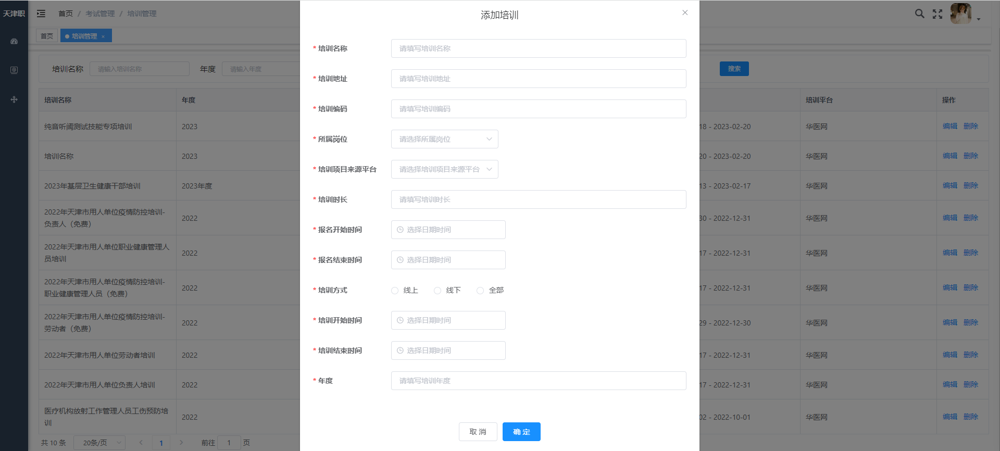 天津职
首页 / 考试管理 / 培训管理
首页
培训管理 ×
培训名称 请输入培训名称 年度 请输入年度
搜索
培训名称 年度 培训平台 操作
纯音听阈测试技能专项培训 2023 18 - 2023-02-20 华医网 编辑 删除
培训名称 2023 20 - 2023-02-20 华医网 编辑 删除
2023年基层卫生健康干部培训 2023年度 13 - 2023-02-17 华医网 编辑 删除
2022年天津市用人单位疫情防控培训-
负责人（免费） 2022 30 - 2022-12-31 华医网 编辑 删除
2022年天津市用人单位职业健康管理人
员培训 2022 17 - 2022-12-31 华医网 编辑 删除
2022年天津市用人单位疫情防控培训-
职业健康管理人员（免费） 2022 17 - 2022-12-31 华医网 编辑 删除
2022年天津市用人单位疫情防控培训-
劳动者（免费） 2022 29 - 2022-12-30 华医网 编辑 删除
2022年天津市用人单位劳动者培训 2022 17 - 2022-12-31 华医网 编辑 删除
2022年天津市用人单位负责人培训 2022 17 - 2022-12-31 华医网 编辑 删除
医疗机构放射工作管理人员工伤预防培
训 2022 02 - 2022-10-01 华医网 编辑 删除
共 10 条 20条/页 1 前往 1 页
添加培训
* 培训名称 请填写培训名称
* 培训地址 请填写培训地址
* 培训编码 请填写培训编码
* 所属岗位 请选择所属岗位
* 培训项目来源平台 请选择培训项目来源平台
* 培训时长 请填写培训时长
* 报名开始时间 选择日期时间
* 报名结束时间 选择日期时间
* 培训方式 线上 线下 全部
* 培训开始时间 选择日期时间
* 培训结束时间 选择日期时间
* 年度 请填写培训年度
取 消 确 定